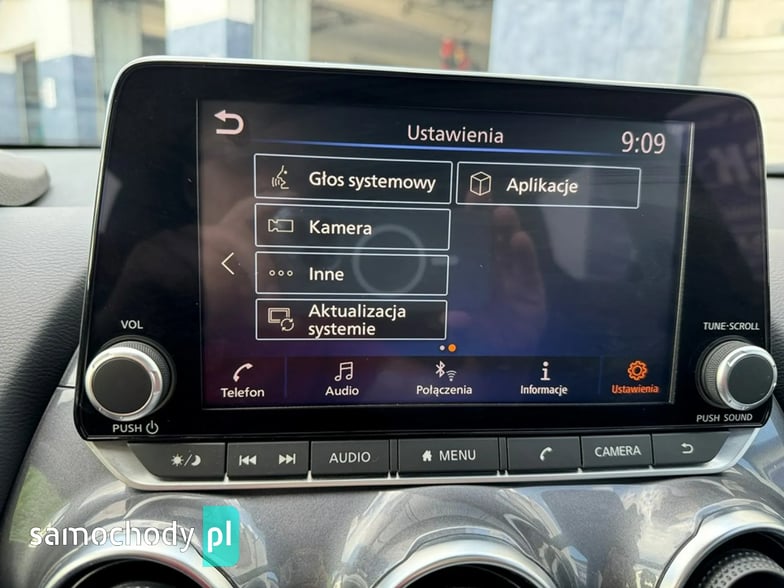 Ustawienia
9:09
Głos systemowy
Aplikacje
Kamera
Inne
Aktualizacja
systemie
VOL
TUNE·SCROLL
Telefon
Audio
Połączenia
Informacje
Ustawienia
PUSH
PUSH SOUND
AUDIO
MENU
CAMERA
samochody pl